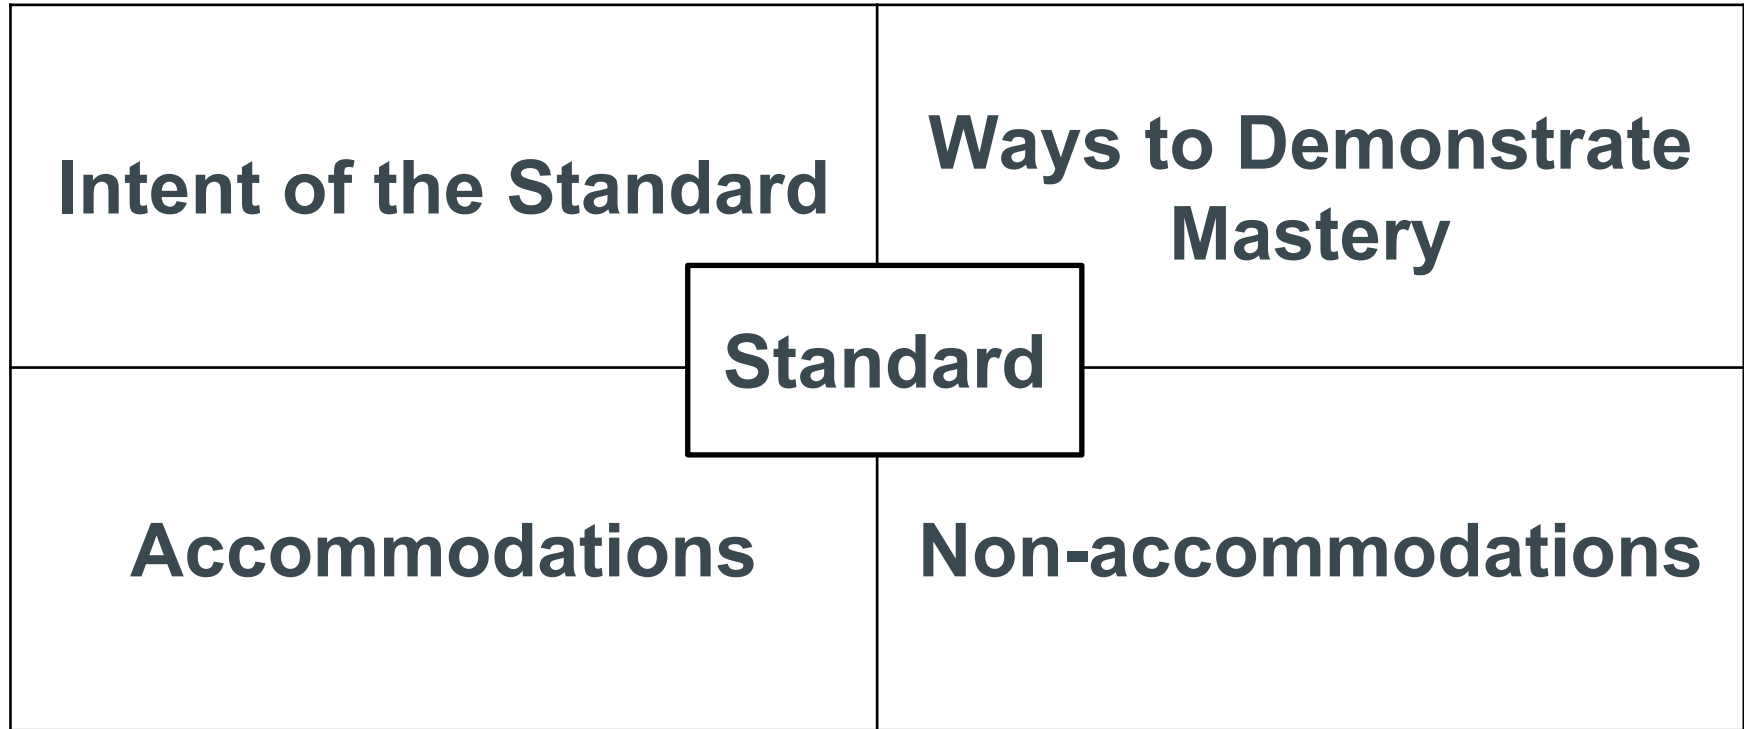 Intent of the Standard
Ways to Demonstrate
Mastery
Standard
Accommodations
Non-accommodations